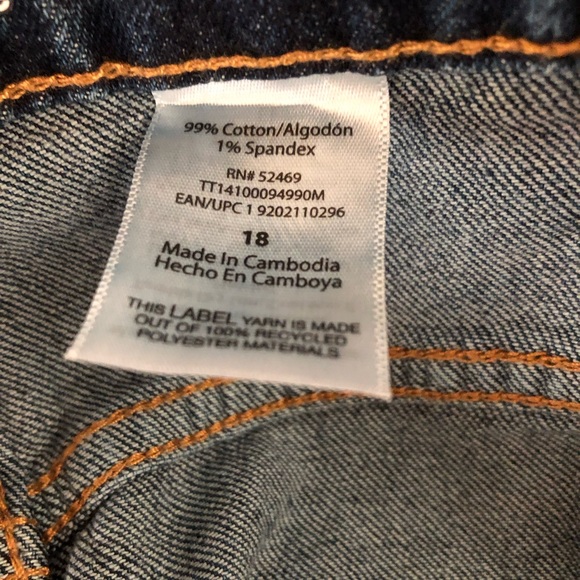 99% Cotton/Algodón
1% Spandex
RN# 52469
TT14100094990M
EAN/UPC 1 9202110296
18
Made In Cambodia
Hecho En Camboya
THIS LABEL YARN IS MADE
OUT OF 100% RECYCLED
POLYESTER MATERIALS